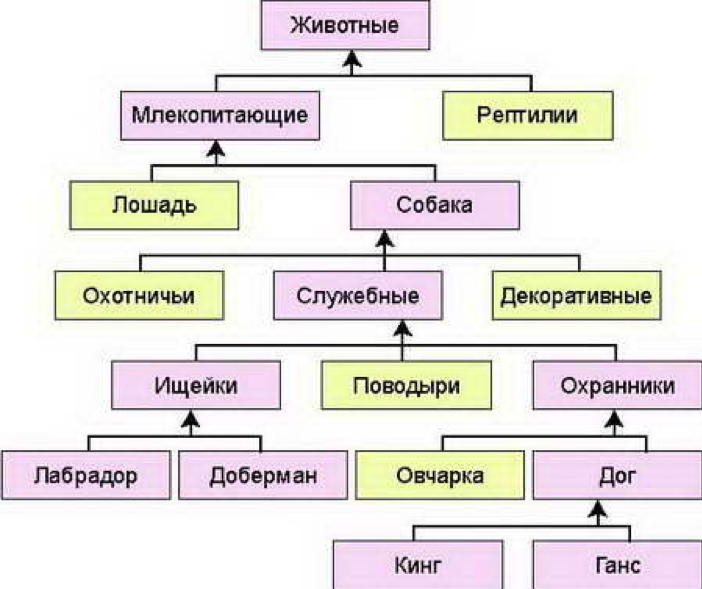 Животные
Млекопитающие
Рептилии
Лошадь
Собака
Охотничьи
Служебные
Декоративные
Ищейки
Поводыри
Охранники
Лабрадор
Доберман
Овчарка
Дог
Кинг
Ганс